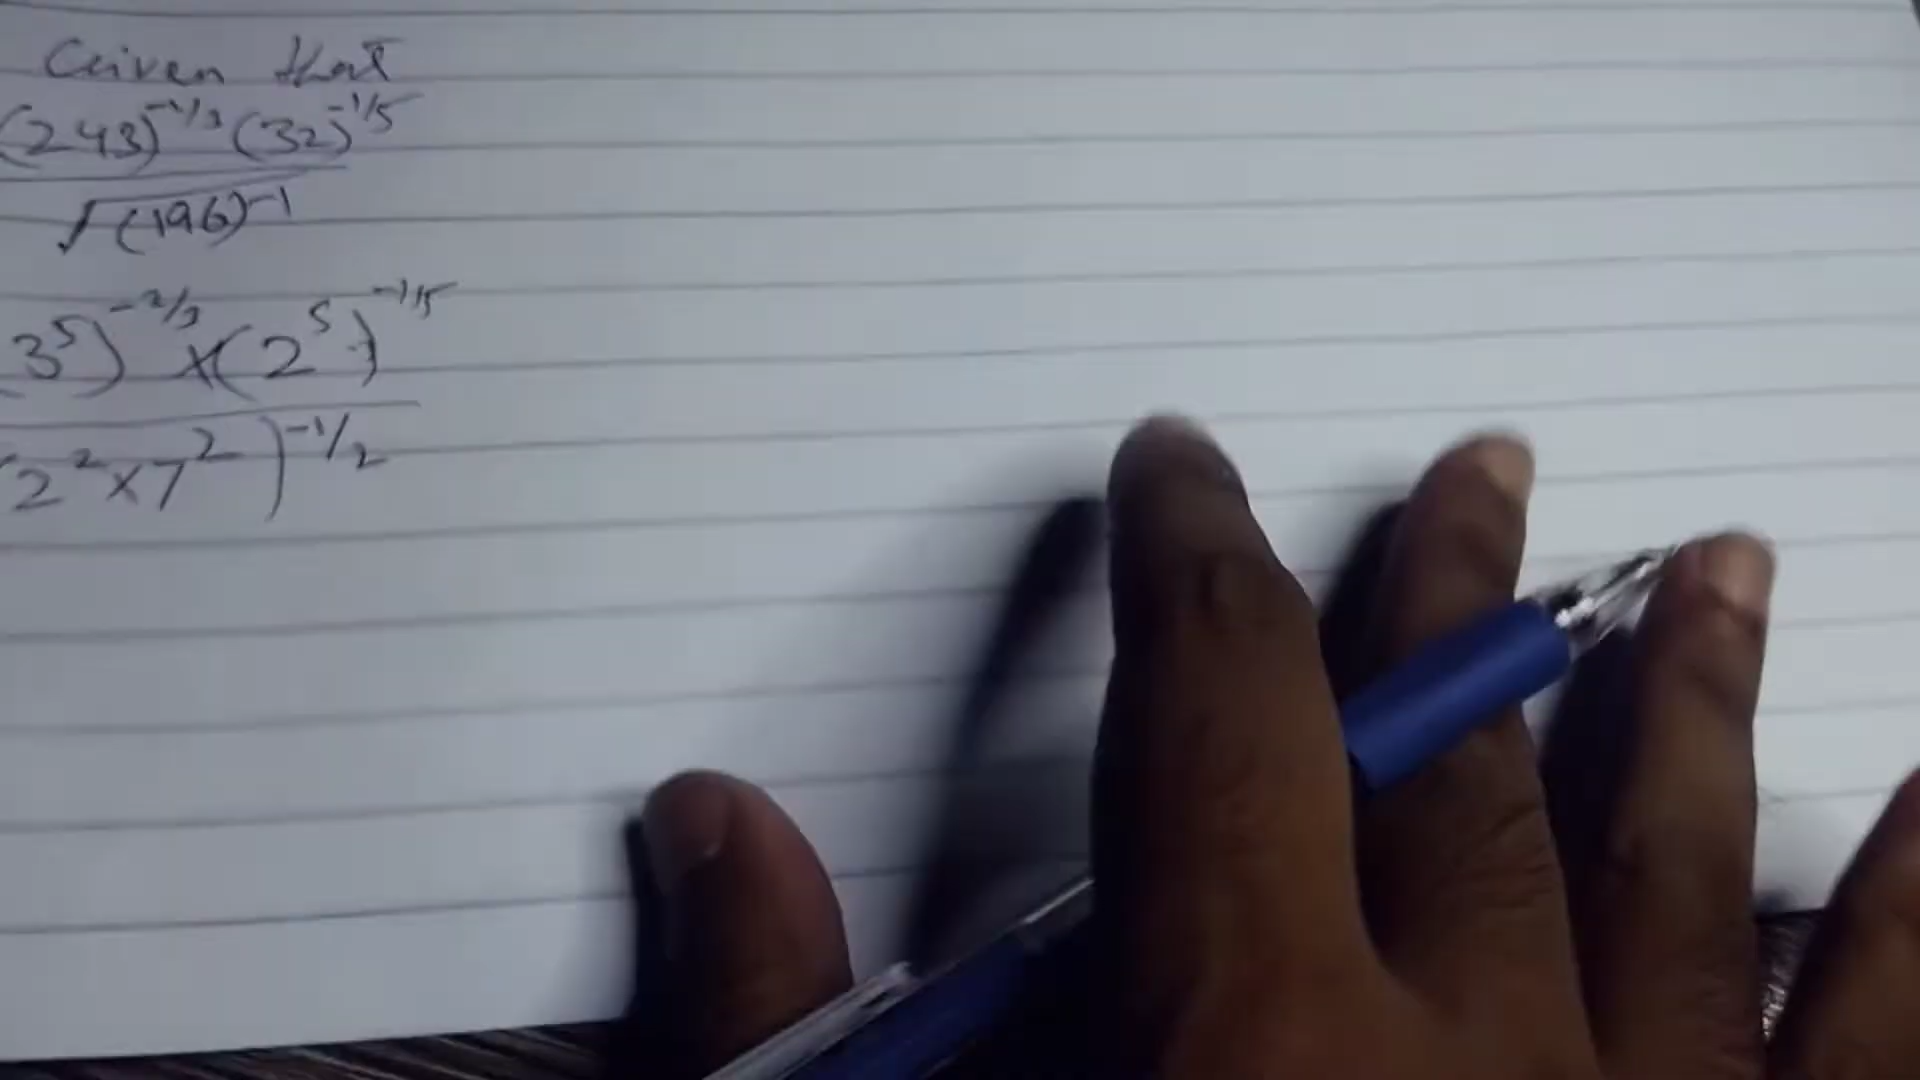 Given that
(243)^-2/3 (32)^-1/5
√(196)^-1
(3^5)^-2/3 × (2^5)^-1/5
(2^2×7^2)^-1/2